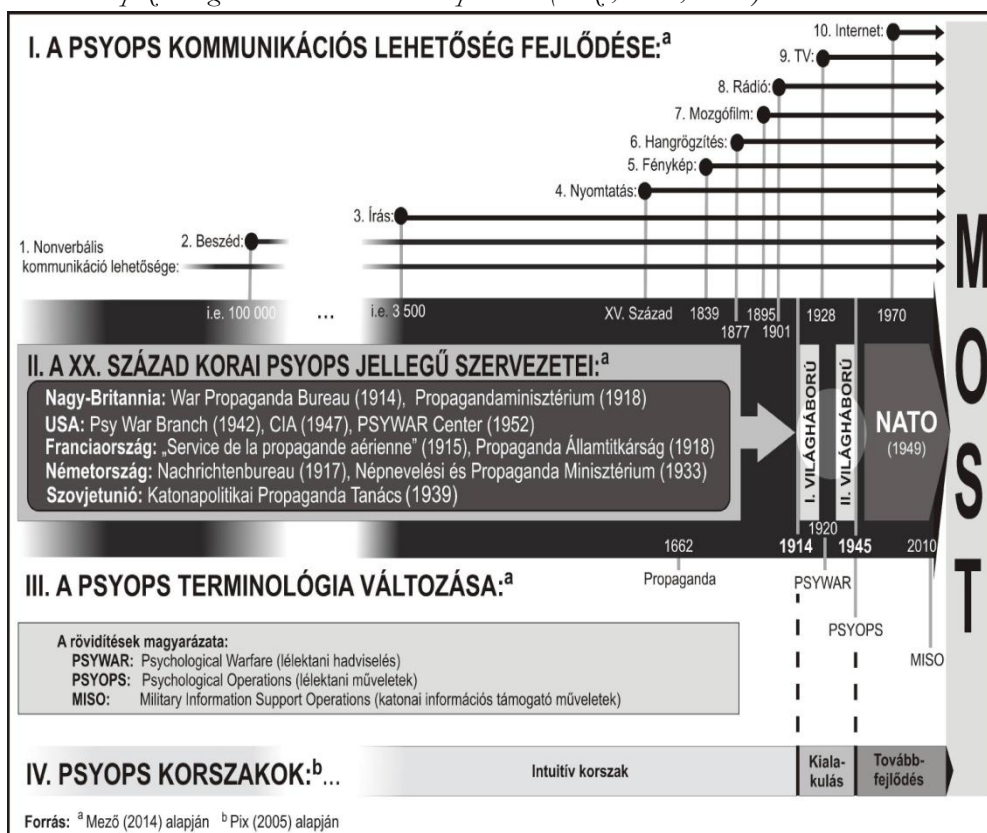 I. A PSYOPS KOMMUNIKÁCIÓS LEHETŐSÉG FEJLŐDÉSE:a
10. Internet:
9. TV:
8. Rádió:
7. Mozgófilm:
6. Hangrögzítés:
5. Fénykép:
4. Nyomtatás:
3. Írás:
2. Beszéd:
1. Nonverbális
kommunikáció lehetősége:
i.e. 100 000
...
i.e. 3 500
XV. Század
1839
1877
1895
1901
1928
1970
MOST
II. A XX. SZÁZAD KORAI PSYOPS JELLEGŰ SZERVEZETEI:a
Nagy-Britannia: War Propaganda Bureau (1914), Propagandaminisztérium (1918)
USA: Psy War Branch (1942), CIA (1947), PSYWAR Center (1952)
Franciaország: „Service de la propagande aérienne” (1915), Propaganda Államtitkárság (1918)
Németország: Nachrichtenbureau (1917), Népnevelési és Propaganda Minisztérium (1933)
Szovjetunió: Katonapolitikai Propaganda Tanács (1939)
I. VILÁGHÁBORÚ
II. VILÁGHÁBORÚ
NATO
(1949)
1662
1914
1920
1945
2010
Propaganda
PSYWAR
PSYOPS
MISO
III. A PSYOPS TERMINOLÓGIA VÁLTOZÁSA:a
A rövidítések magyarázata:
PSYWAR: Psychological Warfare (lélektani hadviselés)
PSYOPS: Psychological Operations (lélektani műveletek)
MISO: Military Information Support Operations (katonai információs támogató műveletek)
IV. PSYOPS KORSZAKOK:b...
Intuitív korszak
Kiala-
kulás
Tovább-
fejlődés
Forrás: a Mező (2014) alapján b Pix (2005) alapján